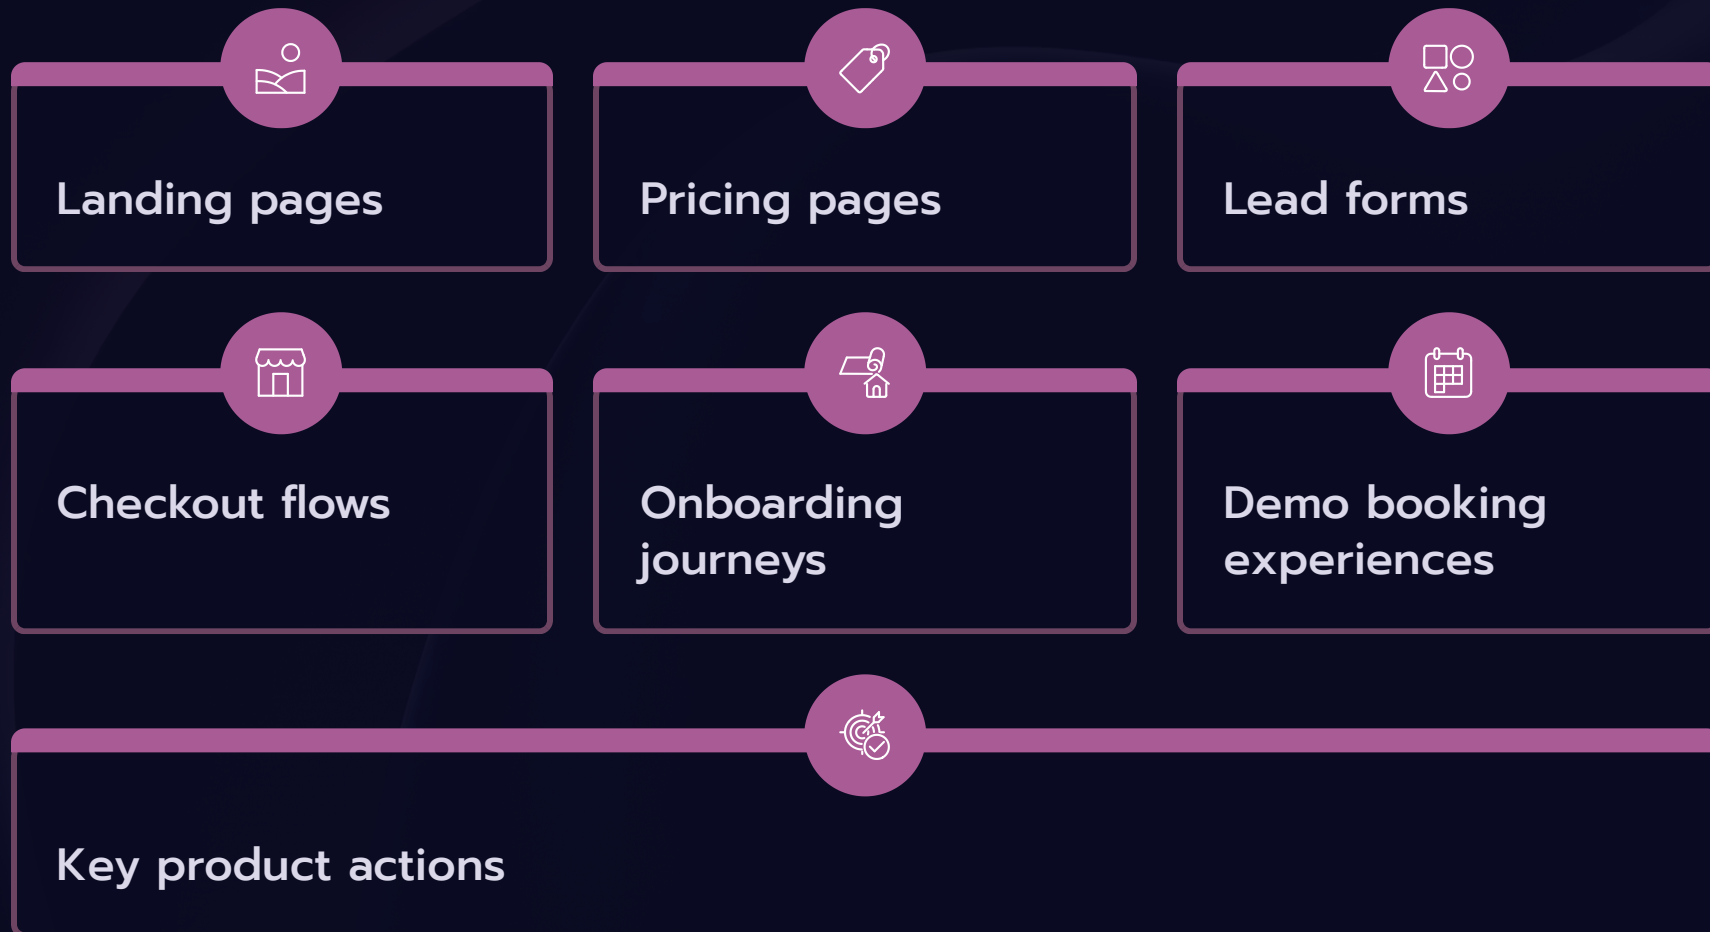 Landing pages
Pricing pages
Lead forms
Checkout flows
Onboarding
journeys
Demo booking
experiences
Key product actions